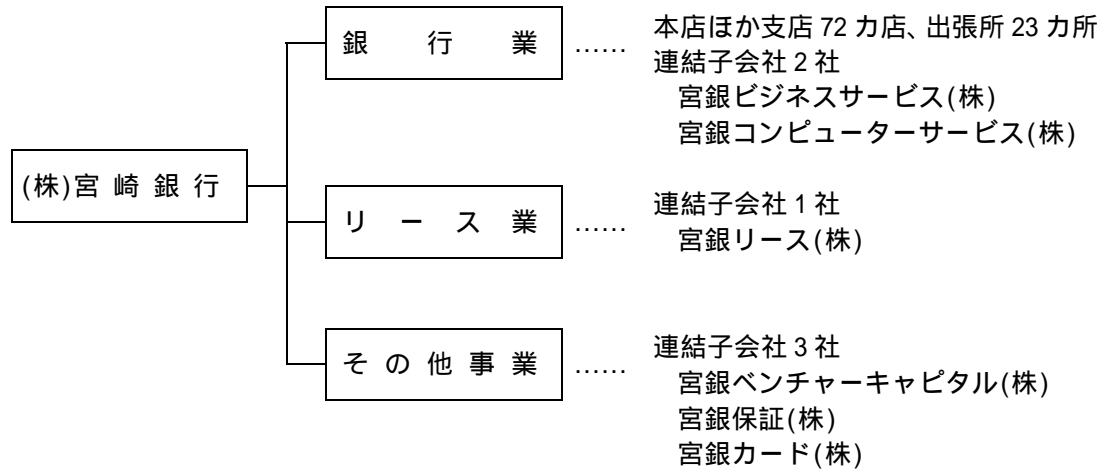 銀行業 …… 本店ほか支店 72 カ店、出張所 23 カ所
連結子会社 2 社
宮銀ビジネスサービス(株)
宮銀コンピューターサービス(株)
(株)宮崎銀行
リース業 …… 連結子会社 1 社
宮銀リース(株)
その他事業 …… 連結子会社 3 社
宮銀ベンチャーキャピタル(株)
宮銀保証(株)
宮銀カード(株)